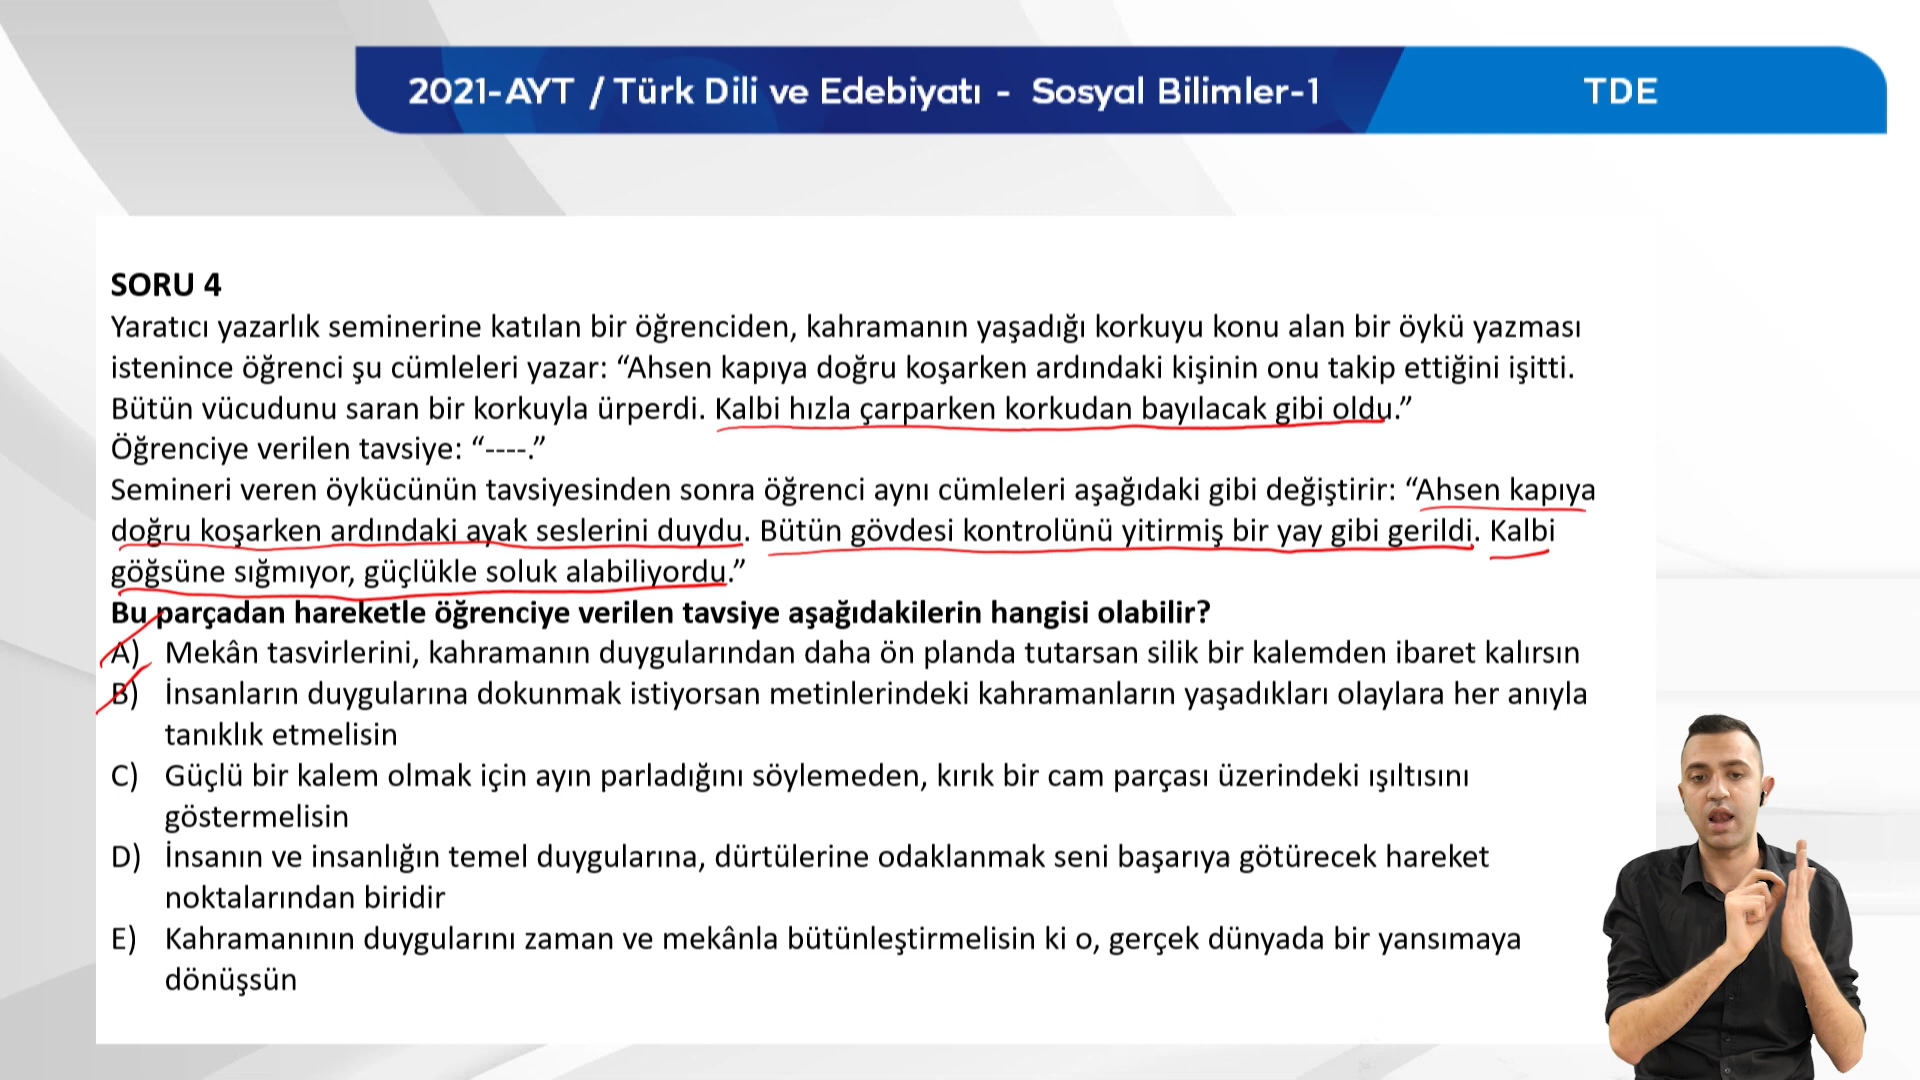 2021-AYT / Türk Dili ve Edebiyatı - Sosyal Bilimler-1
TDE
SORU 4
Yaratıcı yazarlık seminerine katılan bir öğrenciden, kahramanın yaşadığı korkuyu konu alan bir öykü yazması
istenince öğrenci şu cümleleri yazar: “Ahsen kapıya doğru koşarken ardındaki kişinin onu takip ettiğini işitti.
Bütün vücudunu saran bir korkuyla ürperdi. Kalbi hızla çarparken korkudan bayılacak gibi oldu.”
Öğrenciye verilen tavsiye: “----.”
Semineri veren öykücünün tavsiyesinden sonra öğrenci aynı cümleleri aşağıdaki gibi değiştirir: “Ahsen kapıya
doğru koşarken ardındaki ayak seslerini duydu. Bütün gövdesi kontrolünü yitirmiş bir yay gibi gerildi. Kalbi
göğsüne sığmıyor, güçlükle soluk alabiliyordu.”
Bu parçadan hareketle öğrenciye verilen tavsiye aşağıdakilerin hangisi olabilir?
A) Mekân tasvirlerini, kahramanın duygularından daha ön planda tutarsan silik bir kalemden ibaret kalırsın
B) İnsanların duygularına dokunmak istiyorsan metinlerindeki kahramanların yaşadıkları olaylara her anıyla
tanıklık etmelisin
C) Güçlü bir kalem olmak için ayın parladığını söylemeden, kırık bir cam parçası üzerindeki ışıltısını
göstermelisin
D) İnsanın ve insanlığın temel duygularına, dürtülerine odaklanmak seni başarıya götürecek hareket
noktalarından biridir
E) Kahramanının duygularını zaman ve mekânla bütünleştirmelisin ki o, gerçek dünyada bir yansımaya
dönüşsün